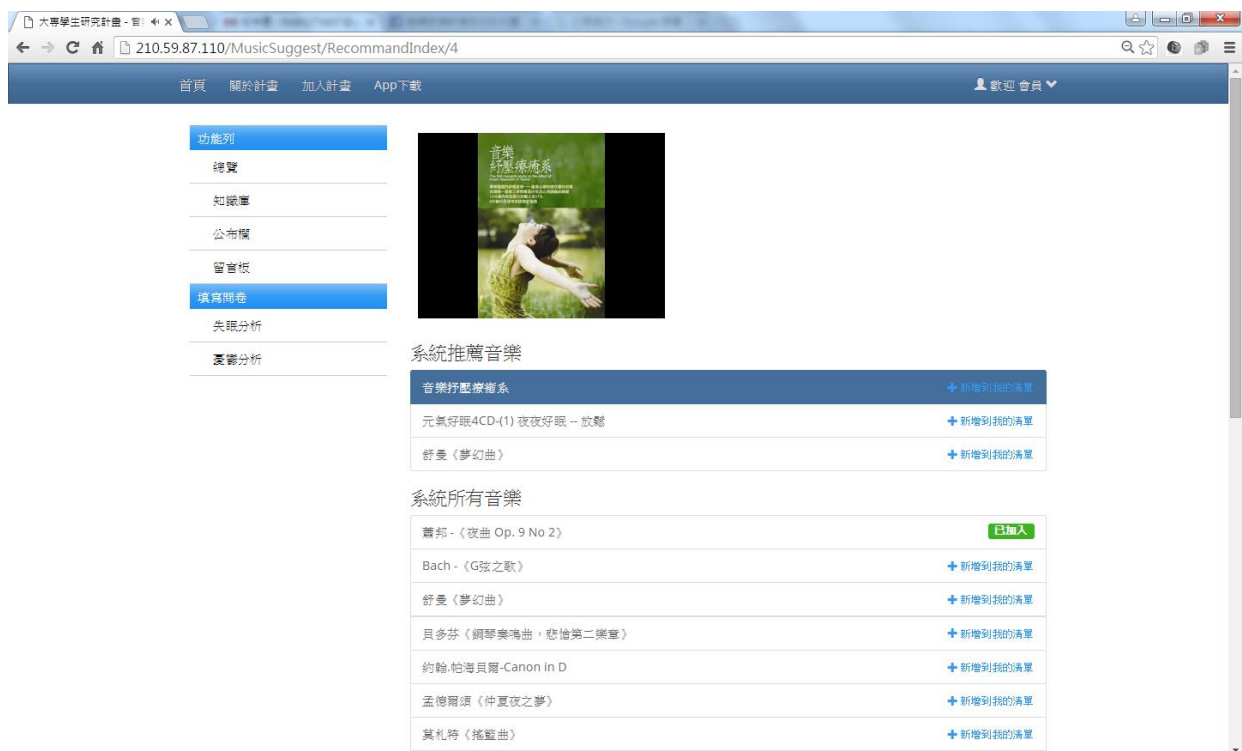 大專學生研究計畫 - 音
210.59.87.110/MusicSuggest/RecommandIndex/4
首頁 關於計畫 加入計畫 App下載 歡迎 會員
功能列
總覽
知識庫
公布欄
留言板
填寫問卷
失眠分析
憂鬱分析
音樂
紓壓療癒系
系統推薦音樂
音樂抒壓療癒系 新增到我的清單
元氣好眠4CD-(1) 夜夜好眠 -- 放鬆 新增到我的清單
舒曼《夢幻曲》 新增到我的清單
系統所有音樂
蕭邦 -《夜曲 Op. 9 No 2》 已加入
Bach -《G弦之歌》 新增到我的清單
舒曼《夢幻曲》 新增到我的清單
貝多芬《鋼琴奏鳴曲，悲愴第二樂章》 新增到我的清單
約翰.帕海貝爾-Canon in D 新增到我的清單
孟德爾頌《仲夏夜之夢》 新增到我的清單
莫札特《搖籃曲》 新增到我的清單